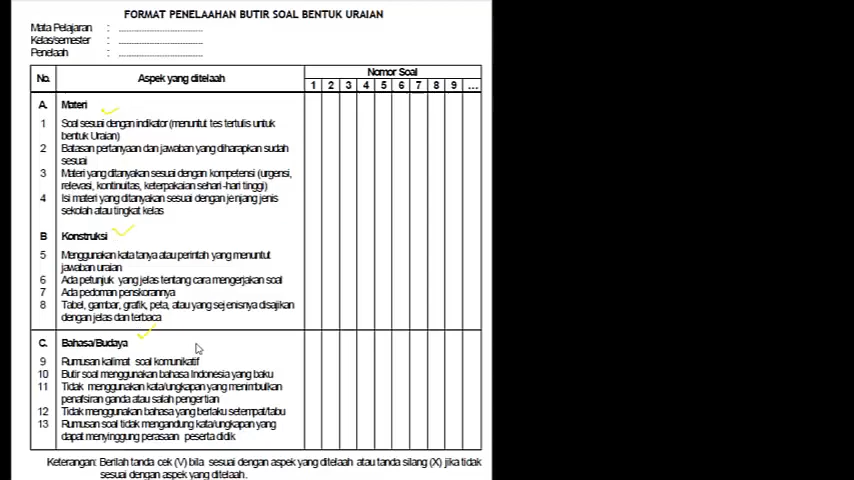 FORMAT PENELAAHAN BUTIR SOAL BENTUK URAIAN
Mata Pelajaran : ................................
Kelas/semester : ................................
Penelaah : ................................
No. Aspek yang ditelaah Nomor Soal
1 2 3 4 5 6 7 8 9 ...
A. Materi
1 Soal sesuai dengan indikator (menuntut tes tertulis untuk
bentuk Uraian)
2 Batasan pertanyaan dan jawaban yang diharapkan sudah
sesuai
3 Materi yang ditanyakan sesuai dengan kompetensi (urgensi,
relevasi, kontinuitas, keterpakaian sehari-hari tinggi)
4 Isi materi yang ditanyakan sesuai dengan jenjang jenis
sekolah atau tingkat kelas
B Konstruksi
5 Menggunakan kata tanya atau perintah yang menuntut
jawaban uraian
6 Ada petunjuk yang jelas tentang cara mengerjakan soal
7 Ada pedoman penskorannya
8 Tabel, gambar, grafik, peta, atau yang sejenisnya disajikan
dengan jelas dan terbaca
C. Bahasa/Budaya
9 Rumusan kalimat soal komunikatif
10 Butir soal menggunakan bahasa Indonesia yang baku
11 Tidak menggunakan kata/ungkapan yang menimbulkan
penafsiran ganda atau salah pengertian
12 Tidak menggunakan bahasa yang berlaku setempat/tabu
13 Rumusan soal tidak mengandung kata/ungkapan yang
dapat menyinggung perasaan peserta didik
Keterangan: Berilah tanda cek (V) bila sesuai dengan aspek yang ditelaah atau tanda silang (X) jika tidak
sesuai dengan aspek yang ditelaah.